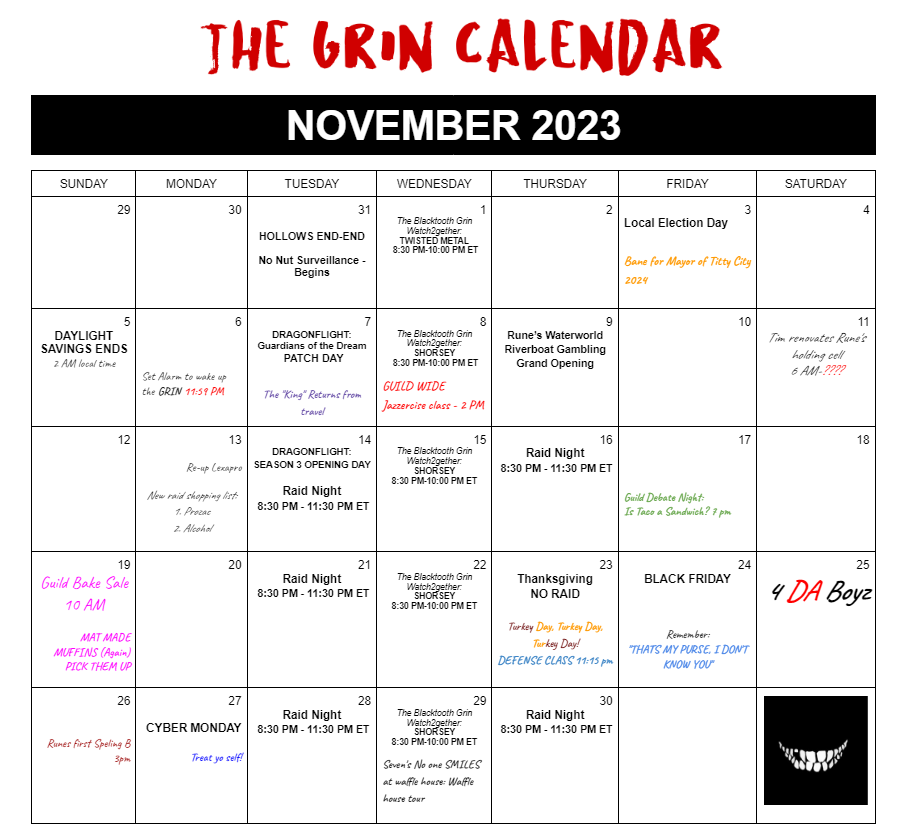 THE GRIN CALENDAR
NOVEMBER 2023
SUNDAY MONDAY TUESDAY WEDNESDAY THURSDAY FRIDAY SATURDAY
29
30
31
HOLLOWS END-END
No Nut Surveillance -
Begins
1
The Blacktooth Grin
Watch2gether:
TWISTED METAL
8:30 PM-10:00 PM ET
2
3
Local Election Day
Bane for Mayor of Titty City
2024
4
5
DAYLIGHT
SAVINGS ENDS
2 AM local time
6
Set Alarm to wake up
the GRIN 11:59 PM
7
DRAGONFLIGHT:
Guardians of the Dream
PATCH DAY
The "King" Returns from
travel
8
The Blacktooth Grin
Watch2gether:
SHORSEY
8:30 PM-10:00 PM ET
GUILD WIDE
Jazzercise class - 2 PM
9
Rune's Waterworld
Riverboat Gambling
Grand Opening
10
11
Tim renovates Rune's
holding cell
6 AM-????
12
13
Re-up Lexapro
New raid shopping list:
1. Prozac
2. Alcohol
14
DRAGONFLIGHT:
SEASON 3 OPENING DAY
Raid Night
8:30 PM - 11:30 PM ET
15
The Blacktooth Grin
Watch2gether:
SHORSEY
8:30 PM-10:00 PM ET
16
Raid Night
8:30 PM - 11:30 PM ET
17
Guild Debate Night:
Is Taco a Sandwich? 7 pm
18
19
Guild Bake Sale
10 AM
MAT MADE
MUFFINS (Again)
PICK THEM UP
20
21
Raid Night
8:30 PM - 11:30 PM ET
22
The Blacktooth Grin
Watch2gether:
SHORSEY
8:30 PM-10:00 PM ET
23
Thanksgiving
NO RAID
Turkey Day, Turkey Day,
Turkey Day!
DEFENSE CLASS 11:15 pm
24
BLACK FRIDAY
Remember:
"THATS MY PURSE, I DON'T
KNOW YOU"
25
4 DA Boyz
26
Runes first Speling B
3pm
27
CYBER MONDAY
Treat yo self!
28
Raid Night
8:30 PM - 11:30 PM ET
29
The Blacktooth Grin
Watch2gether:
SHORSEY
8:30 PM-10:00 PM ET
Seven's No one SMILES
at waffle house: Waffle
house tour
30
Raid Night
8:30 PM - 11:30 PM ET